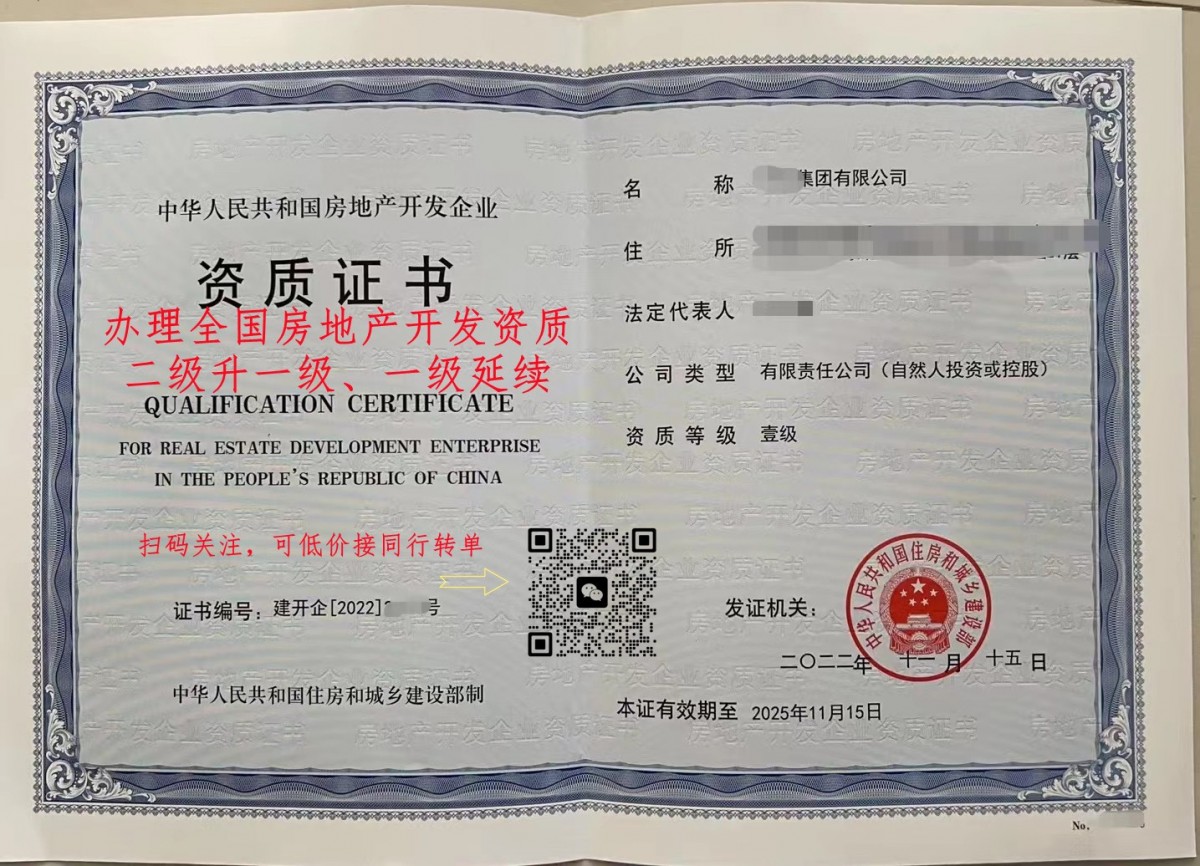 中华人民共和国房地产开发企业
资质证书
办理全国房地产开发资质
二级升一级、一级延续
QUALIFICATION CERTIFICATE
FOR REAL ESTATE DEVELOPMENT ENTERPRISE
IN THE PEOPLE'S REPUBLIC OF CHINA
扫码关注，可低价接同行转单
证书编号：建开企[2022] 号
中华人民共和国住房和城乡建设部制
名称 集团有限公司
住所 层
法定代表人
公司类型 有限责任公司（自然人投资或控股）
资质等级 壹级
发证机关：
中华人民共和国住房和城乡建设部
二〇二二年 十一月 十五日
本证有效期至 2025年11月15日
No.